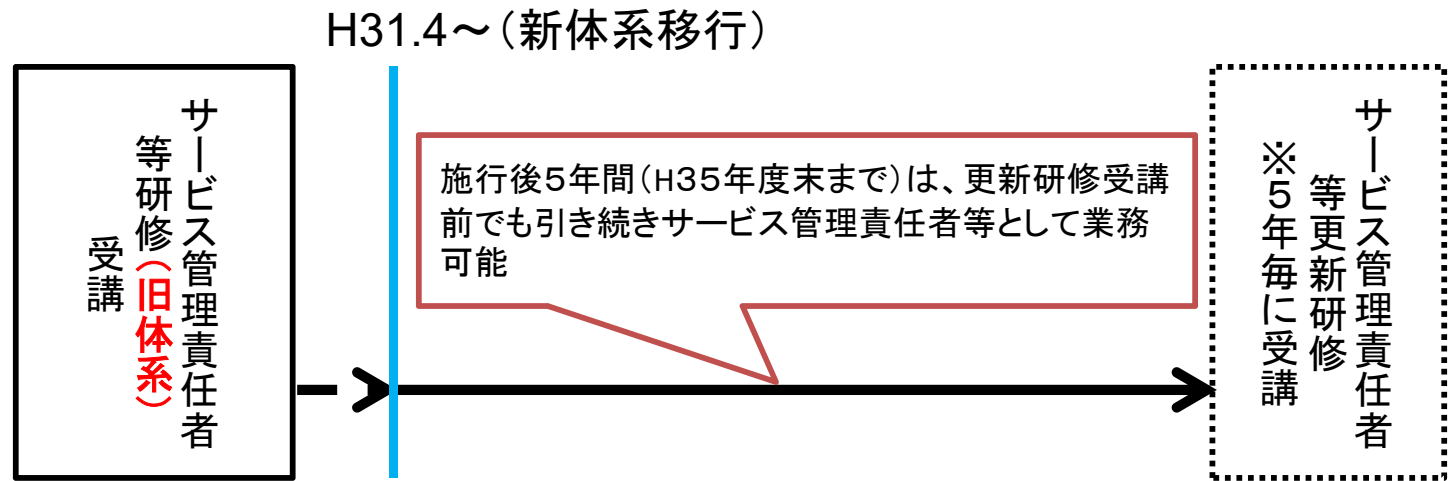 H31.4～（新体系移行）
サービス管理責任者
等研修（旧体系）
受講
施行後５年間（H３５年度末まで）は、更新研修受講
前でも引き続きサービス管理責任者等として業務
可能
サービス管理責任者
等更新研修
※５年毎に受講